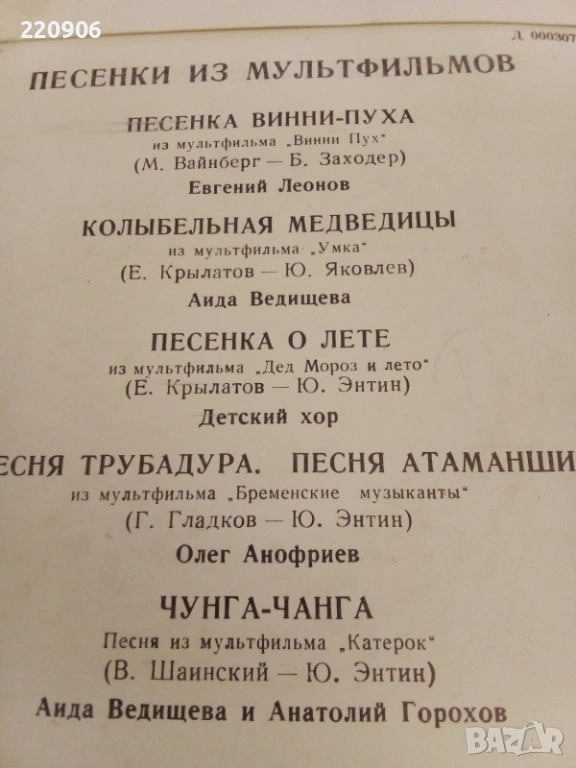 220906
Д 000307
ПЕСЕНКИ ИЗ МУЛЬТФИЛЬМОВ
ПЕСЕНКА ВИННИ-ПУХА
из мультфильма „Винни Пух“
(М. Вайнберг — Б. Заходер)
Евгений Леонов
КОЛЫБЕЛЬНАЯ МЕДВЕДИЦЫ
из мультфильма „Умка“
(Е. Крылатов — Ю. Яковлев)
Аида Ведищева
ПЕСЕНКА О ЛЕТЕ
из мультфильма „Дед Мороз и лето“
(Е. Крылатов — Ю. Энтин)
Детский хор
ЕСНЯ ТРУБАДУРА. ПЕСНЯ АТАМАНШИ
из мультфильма „Бременские музыканты“
(Г. Гладков — Ю. Энтин)
Олег Анофриев
ЧУНГА-ЧАНГА
Песня из мультфильма „Катерок“
(В. Шаинский — Ю. Энтин)
Аида Ведищева и Анатолий Горохов
BAZAR